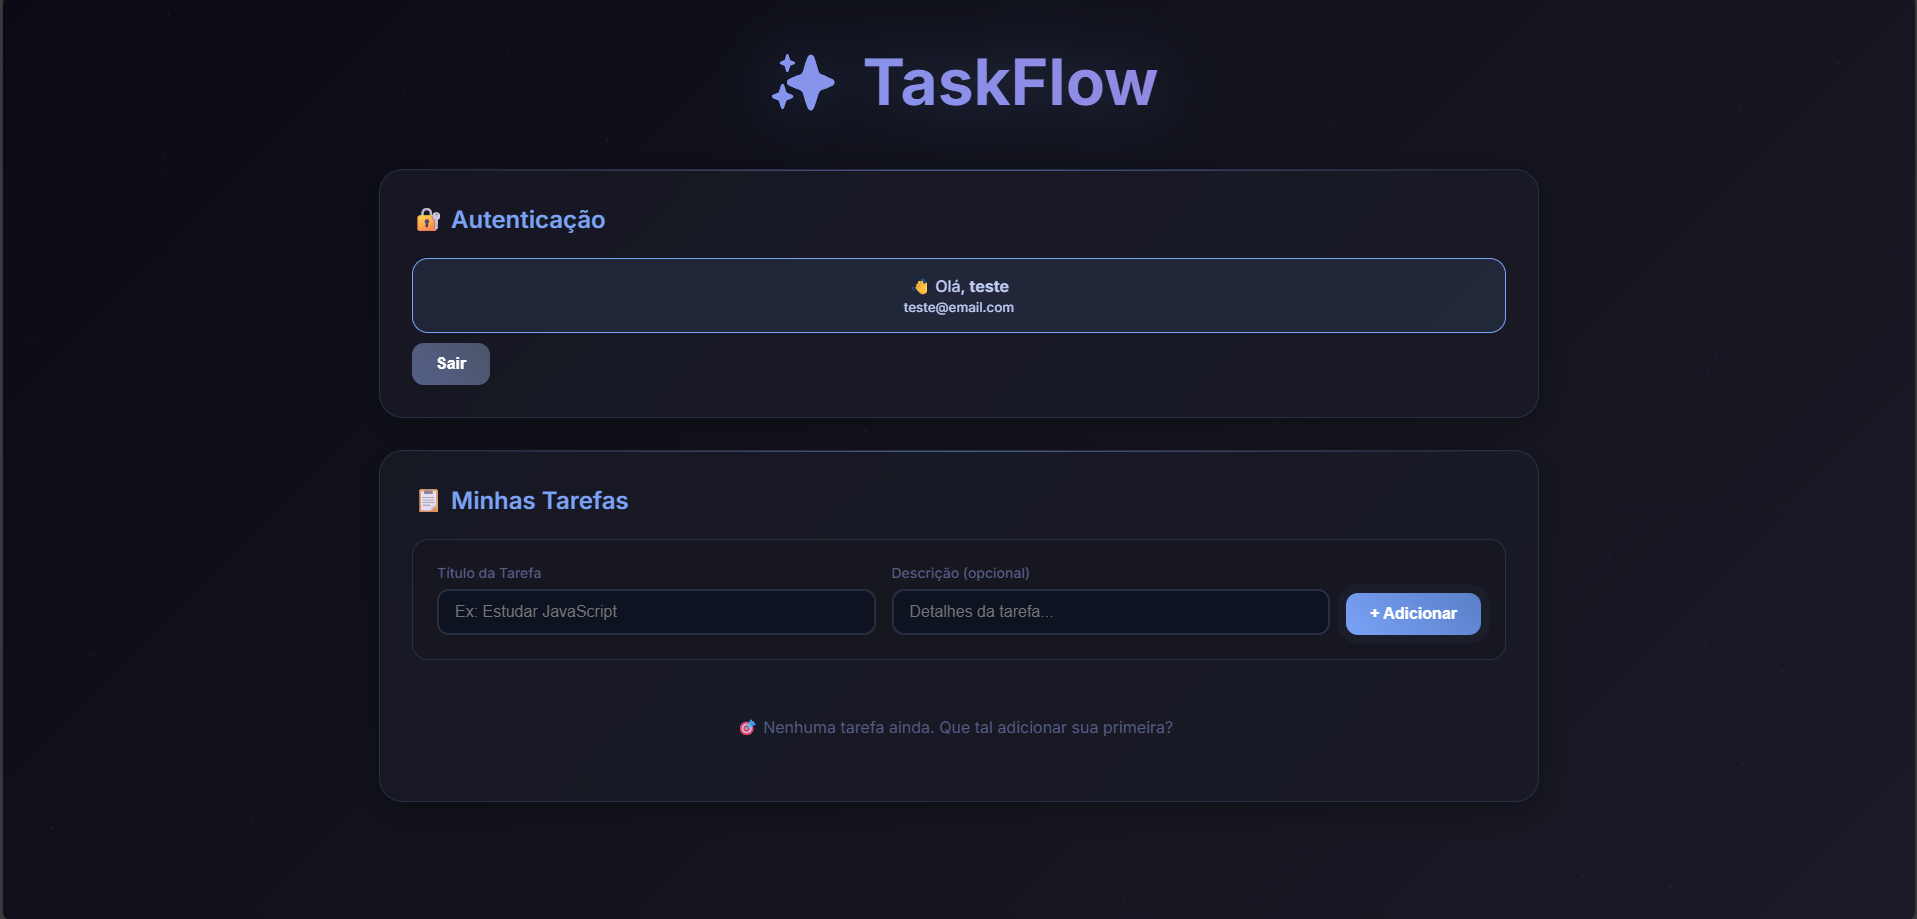 TaskFlow
Autenticação
Olá, teste
teste@email.com
Sair
Minhas Tarefas
Título da Tarefa
Descrição (opcional)
Ex: Estudar JavaScript
Detalhes da tarefa...
+ Adicionar
Nenhuma tarefa ainda. Que tal adicionar sua primeira?